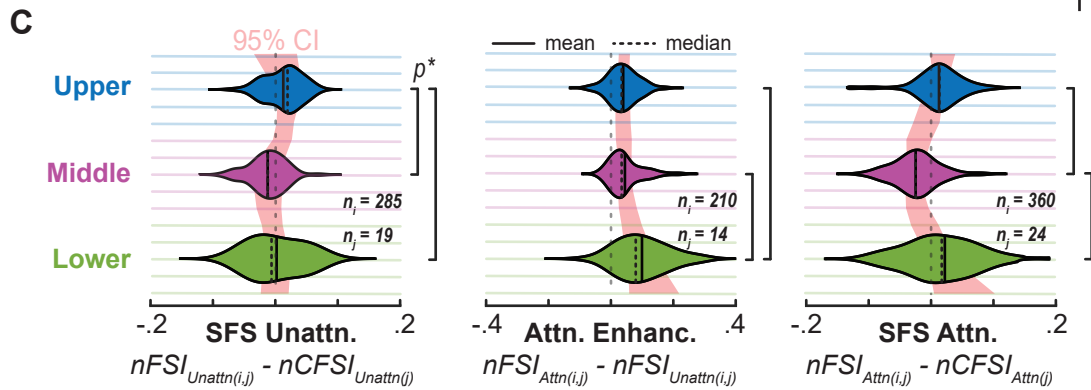 C
95% CI
mean median
p*
Upper
Middle
Lower
n_i = 285
n_j = 19
n_i = 210
n_j = 14
n_i = 360
n_j = 24
-.2 .2
-.4 .4
-.2 .2
SFS Unattn. Attn. Enhanc. SFS Attn.
nFSI_Unattn(i,j) - nCFSI_Unattn(j) nFSI_Attn(i,j) - nFSI_Unattn(i,j) nFSI_Attn(i,j) - nCFSI_Attn(j)